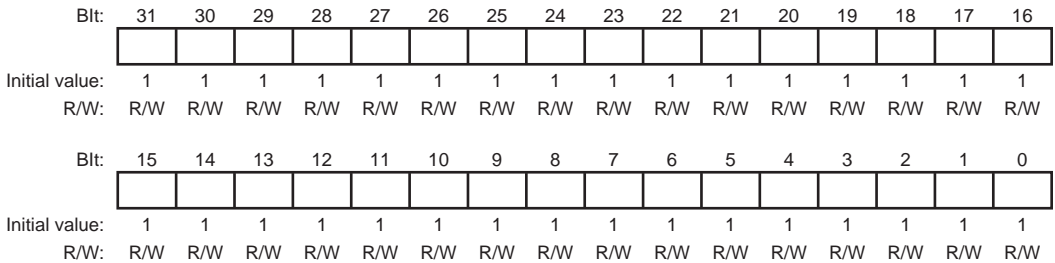 BIt: 31 30 29 28 27 26 25 24 23 22 21 20 19 18 17 16
Initial value: 1 1 1 1 1 1 1 1 1 1 1 1 1 1 1 1
R/W: R/W R/W R/W R/W R/W R/W R/W R/W R/W R/W R/W R/W R/W R/W R/W R/W
BIt: 15 14 13 12 11 10 9 8 7 6 5 4 3 2 1 0
Initial value: 1 1 1 1 1 1 1 1 1 1 1 1 1 1 1 1
R/W: R/W R/W R/W R/W R/W R/W R/W R/W R/W R/W R/W R/W R/W R/W R/W R/W